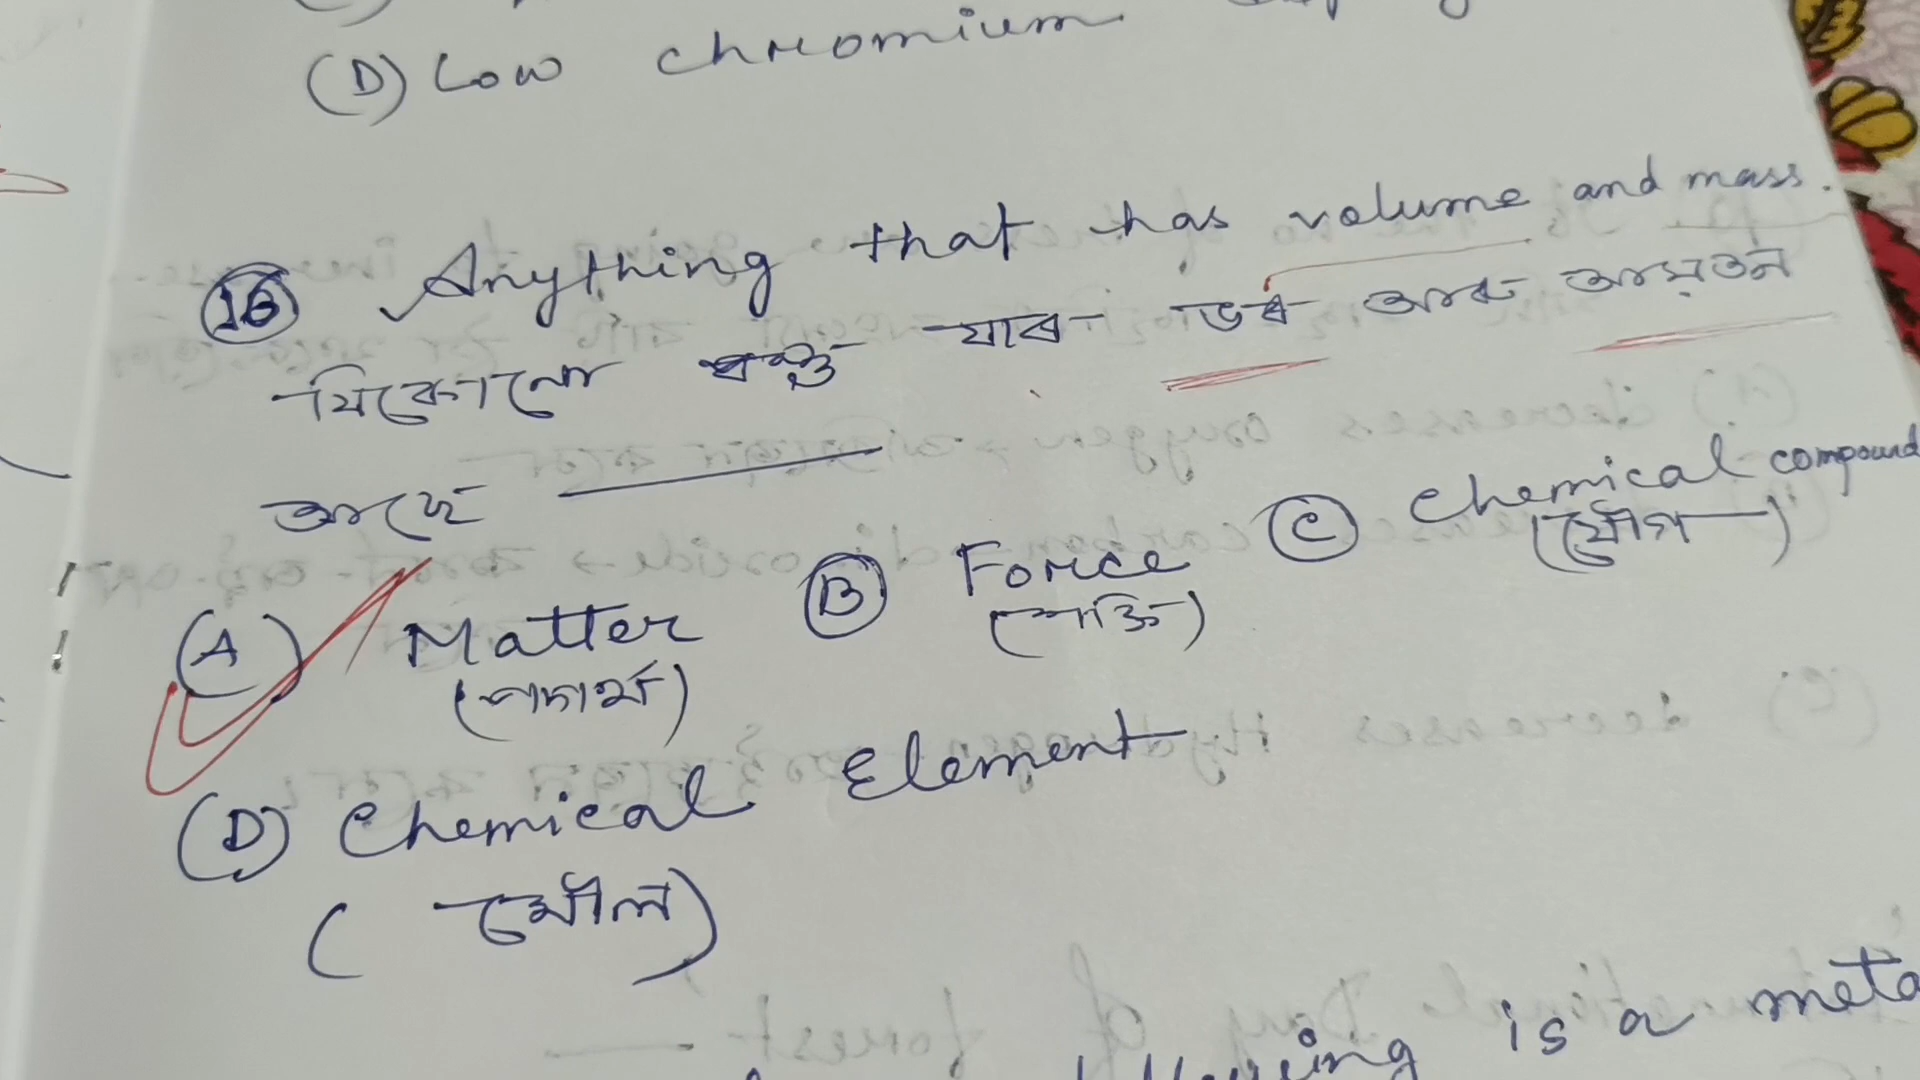 (D) Low chromium
16 Anything that has volume and mass.
যিকোনো বস্তু যাৰ ভৰ আৰু আয়তন
আছে ______
(A) Matter (B) Force (C) Chemical compound
(পদাৰ্থ) (শক্তি) (যৌগ)
(D) Chemical Element
(মৌল)
is a meta